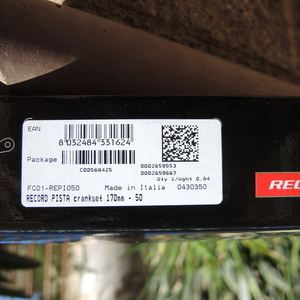 EAN
8 032484 331624
Package
C00568425
0002659553
0002659667
Qty 1/Wght 0.84
FC01-REPI050 Made in Italia 0430350
RECORD PISTA crankset 170mm - 50
REC